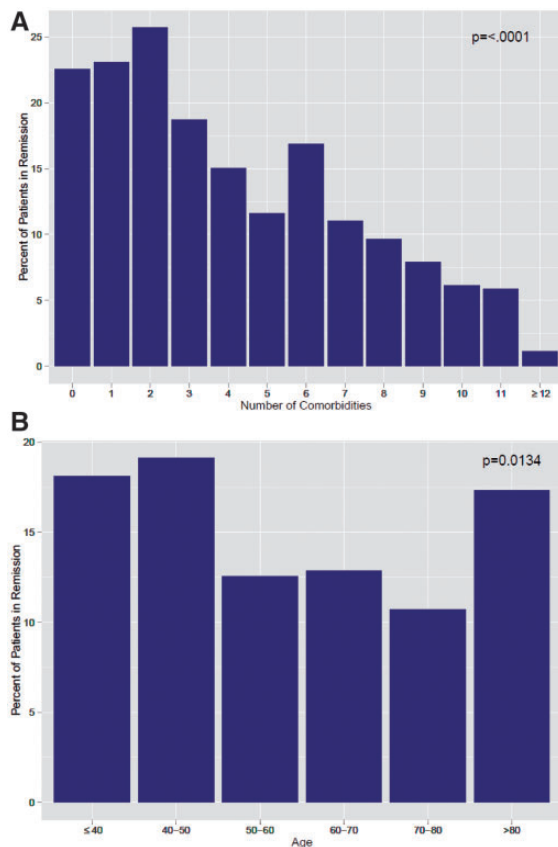 A
p=<.0001
Percent of Patients in Remission
25
20
15
10
5
0
0 1 2 3 4 5 6 7 8 9 10 11 ≥12
Number of Comorbidities
B
p=0.0134
Percent of Patients in Remission
20
15
10
5
0
≤40 40-50 50-60 60-70 70-80 >80
Age